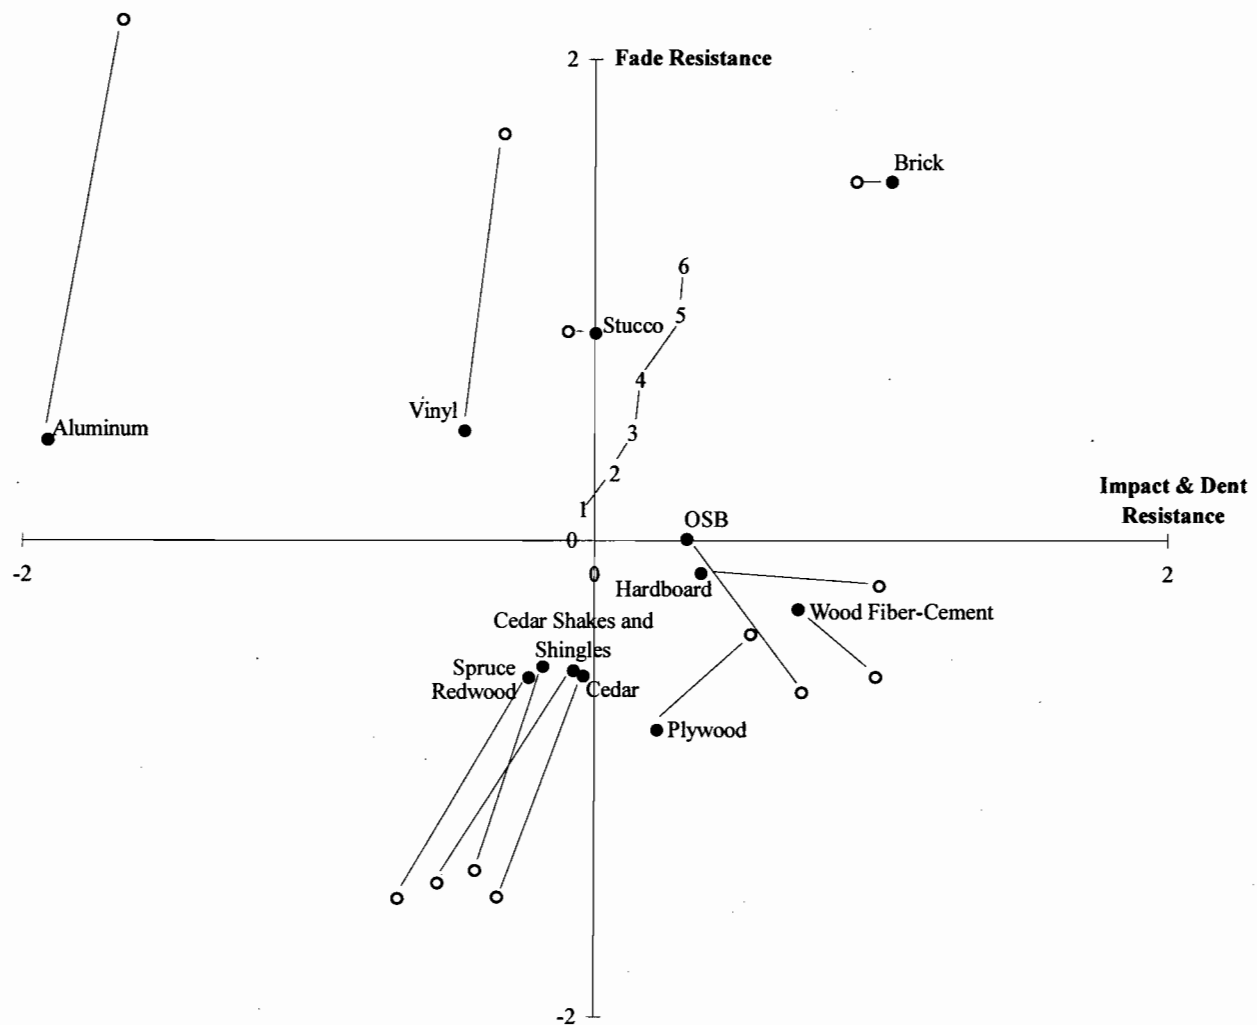 2 Fade Resistance
Brick
6
5
Stucco
4
Vinyl
3
Aluminum
2
1
Impact & Dent
Resistance
OSB
0
-2
0
2
Hardboard
Wood Fiber-Cement
Cedar Shakes and
Shingles
Spruce
Redwood
Cedar
Plywood
-2